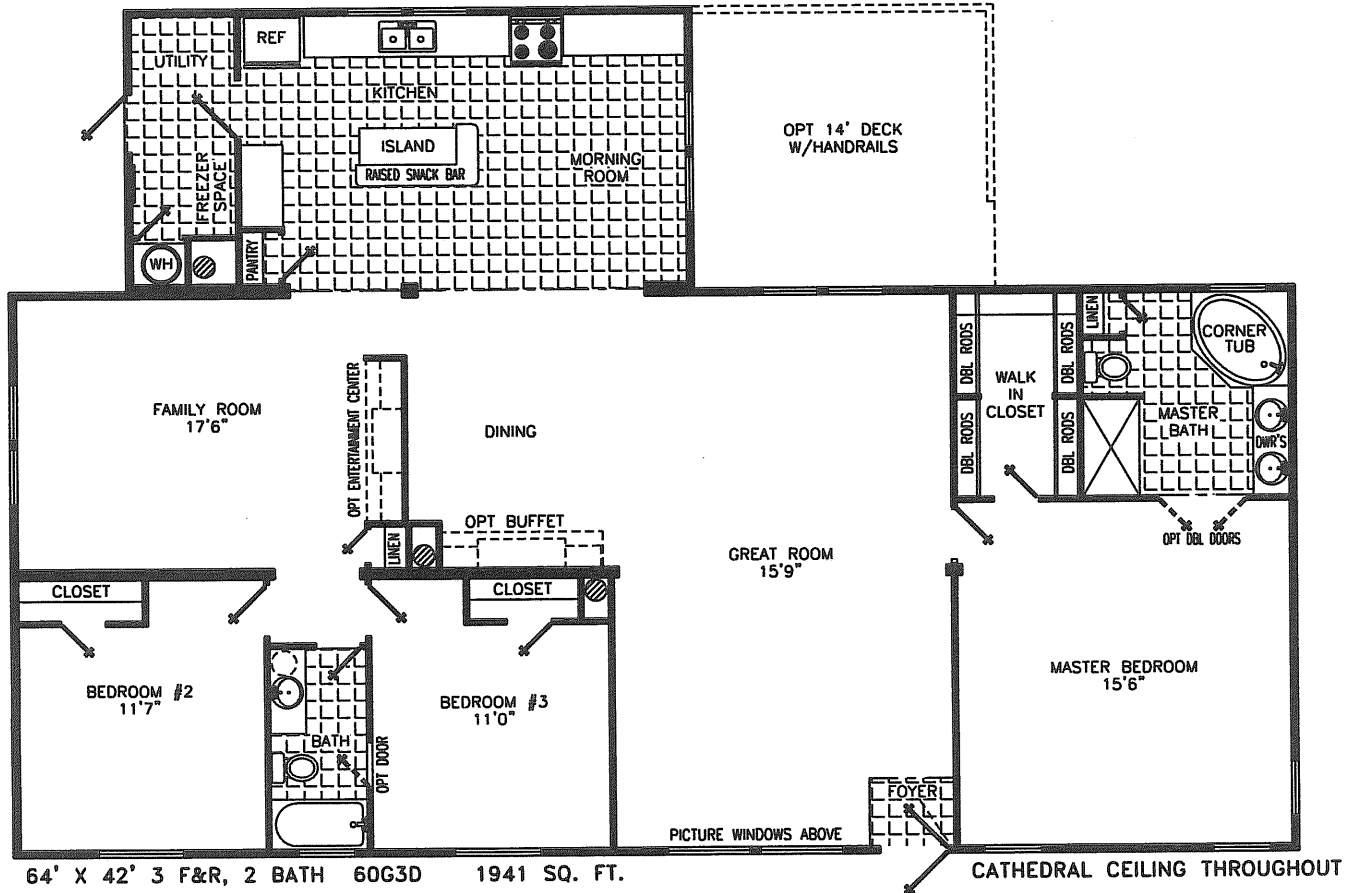 REF
UTILITY
KITCHEN
ISLAND
RAISED SNACK BAR
MORNING
ROOM
FREEZER
SPACE
WH
PANTRY
OPT 14' DECK
W/HANDRAILS
FAMILY ROOM
17'6"
OPT ENTERTAINMENT CENTER
DINING
OPT BUFFET
LINEN
GREAT ROOM
15'9"
DBL RODS
DBL RODS
WALK
IN
CLOSET
DBL RODS
DBL RODS
LINEN
CORNER
TUB
MASTER
BATH
DWR'S
OPT DBL DOORS
CLOSET
BEDROOM #2
11'7"
BATH
OPT DOOR
CLOSET
BEDROOM #3
11'0"
MASTER BEDROOM
15'6"
FOYER
PICTURE WINDOWS ABOVE
64' X 42' 3 F&R, 2 BATH 60G3D 1941 SQ. FT.
CATHEDRAL CEILING THROUGHOUT